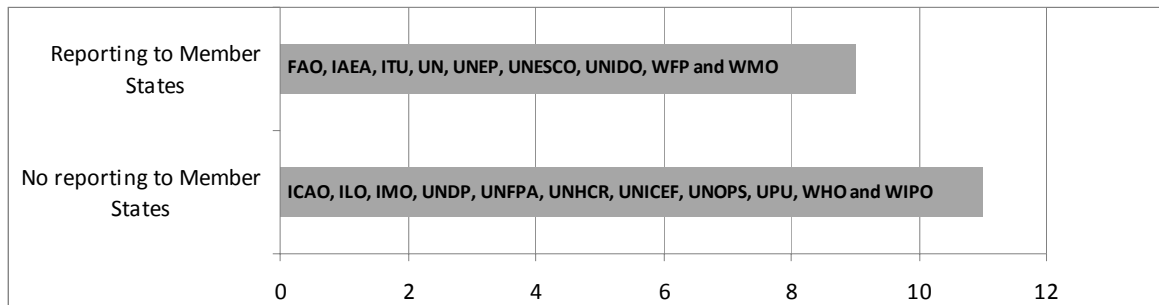 Reporting to Member
States
FAO, IAEA, ITU, UN, UNEP, UNESCO, UNIDO, WFP and WMO
No reporting to Member
States
ICAO, ILO, IMO, UNDP, UNFPA, UNHCR, UNICEF, UNOPS, UPU, WHO and WIPO
0 2 4 6 8 10 12